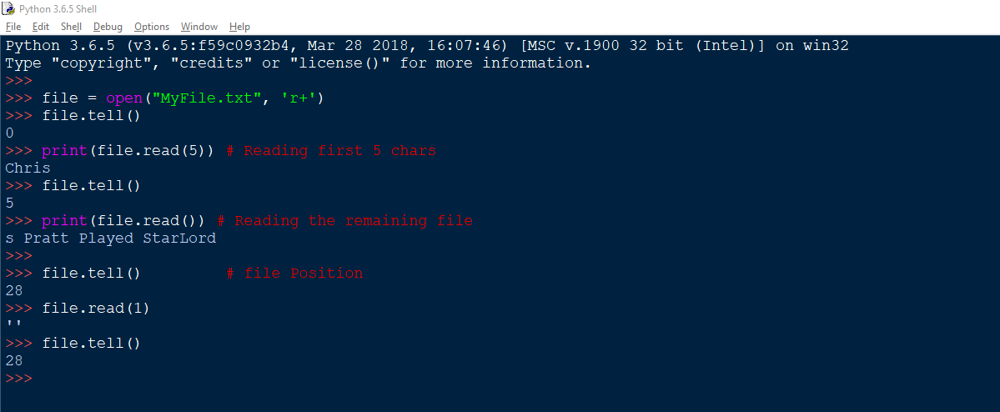 Python 3.6.5 Shell
File Edit Shell Debug Options Window Help
Python 3.6.5 (v3.6.5:f59c0932b4, Mar 28 2018, 16:07:46) [MSC v.1900 32 bit (Intel)] on win32
Type "copyright", "credits" or "license()" for more information.
>>>
>>> file = open("MyFile.txt", 'r+')
>>> file.tell()
0
>>> print(file.read(5)) # Reading first 5 chars
Chris
>>> file.tell()
5
>>> print(file.read()) # Reading the remaining file
s Pratt Played StarLord
>>>
>>> file.tell()         # file Position
28
>>> file.read(1)
''
>>> file.tell()
28
>>>